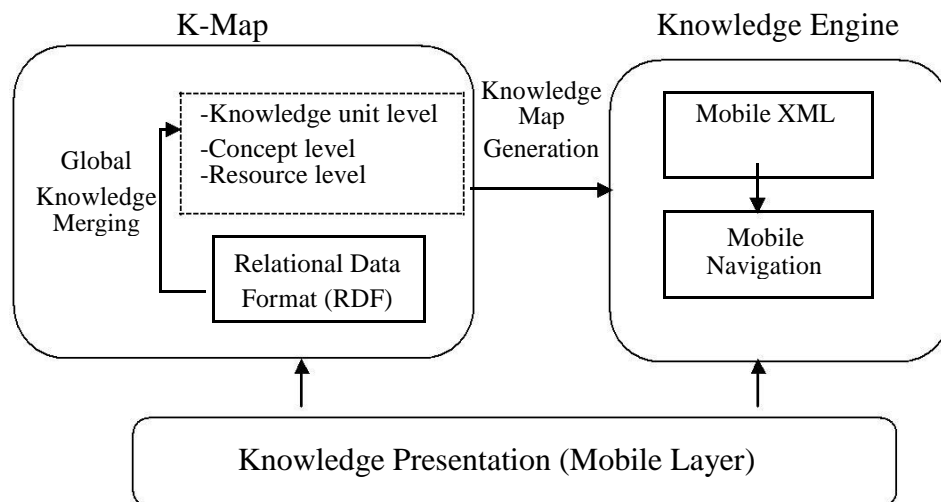 K-Map
Knowledge Engine
-Knowledge unit level
-Concept level
-Resource level
Global
Knowledge
Merging
Relational Data
Format (RDF)
Knowledge
Map
Generation
Mobile XML
Mobile
Navigation
Knowledge Presentation (Mobile Layer)